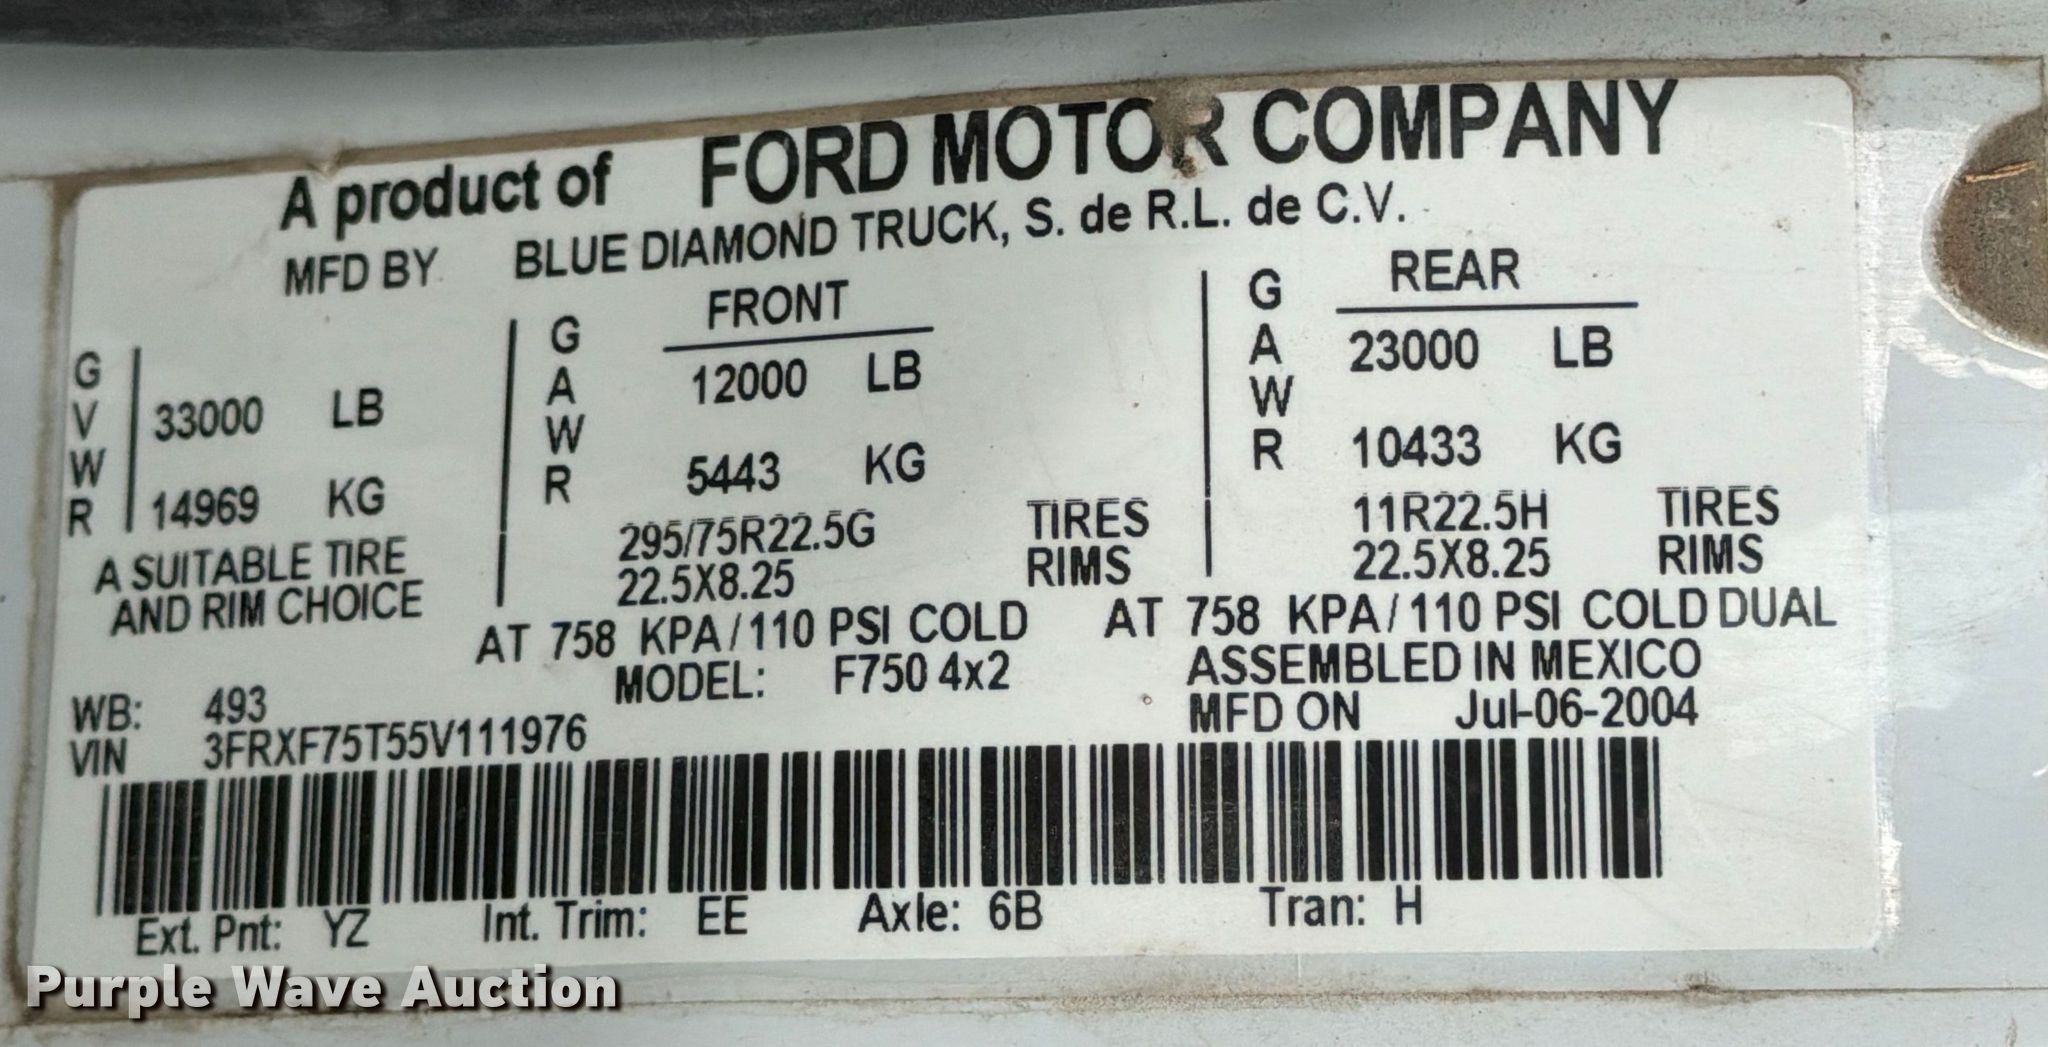 A product of FORD MOTOR COMPANY
MFD BY BLUE DIAMOND TRUCK, S. de R.L. de C.V.
GVWR
33000 LB
14969 KG
A SUITABLE TIRE
AND RIM CHOICE
GAWR
FRONT
12000 LB
5443 KG
295/75R22.5G TIRES
22.5X8.25 RIMS
AT 758 KPA/110 PSI COLD
GAWR
REAR
23000 LB
10433 KG
11R22.5H TIRES
22.5X8.25 RIMS
AT 758 KPA/110 PSI COLD DUAL
MODEL: F750 4x2
ASSEMBLED IN MEXICO
WB: 493
MFD ON Jul-06-2004
VIN 3FRXF75T55V111976
Ext. Pnt: YZ Int. Trim: EE Axle: 6B Tran: H
Purple Wave Auction